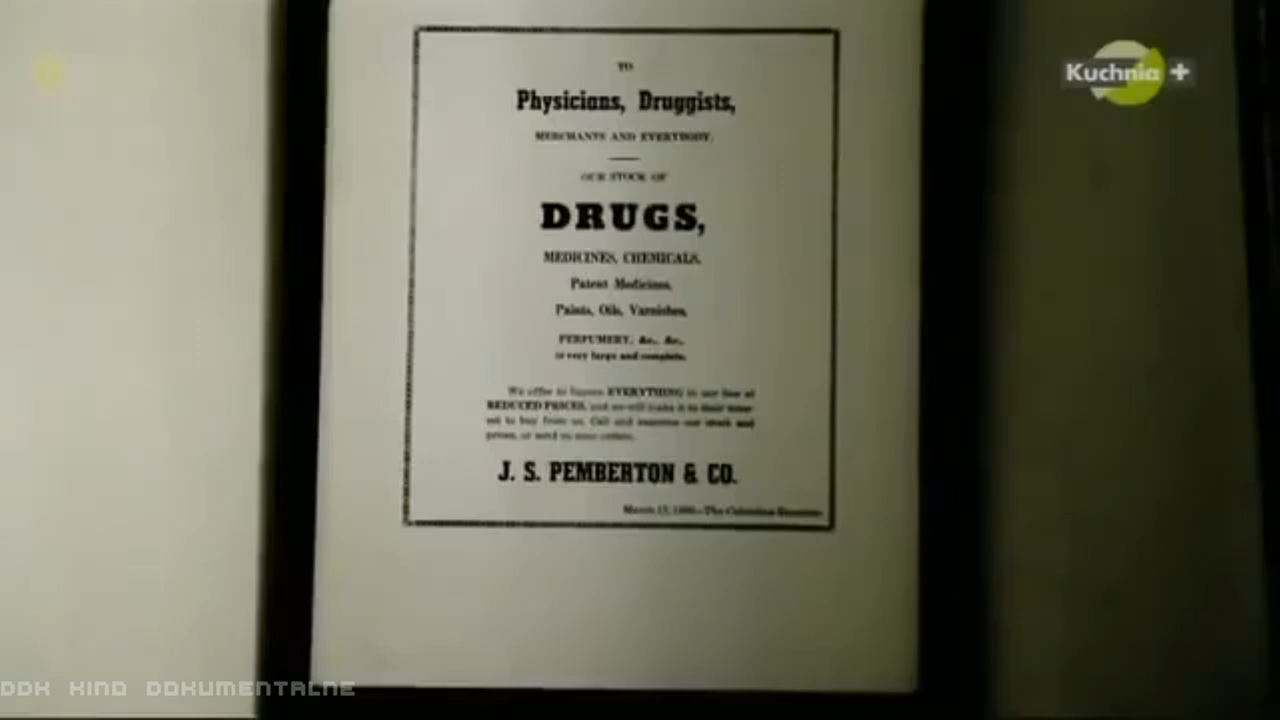 Kuchnia +
TO
Physicians, Druggists,
MERCHANTS AND EVERYBODY.
OUR STOCK OF
DRUGS,
MEDICINES, CHEMICALS,
Patent Medicines,
Paints, Oils, Varnishes,
PERFUMERY, &c., &c.,
is very large and complete.
We offer to EVERYTHING in our line at
REDUCED PRICES, and we will make it to their inter-
est to buy from us. Call and examine our stock and
prices, or send us your orders.
J. S. PEMBERTON & CO.
March The Columbus
DDK KINO DOKUMENTALNE